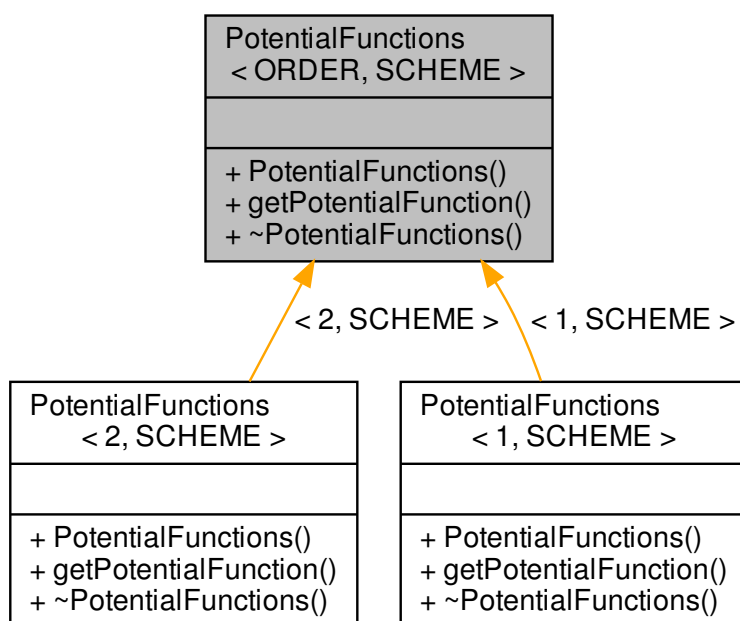 PotentialFunctions
< ORDER, SCHEME >
+ PotentialFunctions()
+ getPotentialFunction()
+ ~PotentialFunctions()
< 2, SCHEME >
< 1, SCHEME >
PotentialFunctions
< 2, SCHEME >
+ PotentialFunctions()
+ getPotentialFunction()
+ ~PotentialFunctions()
PotentialFunctions
< 1, SCHEME >
+ PotentialFunctions()
+ getPotentialFunction()
+ ~PotentialFunctions()